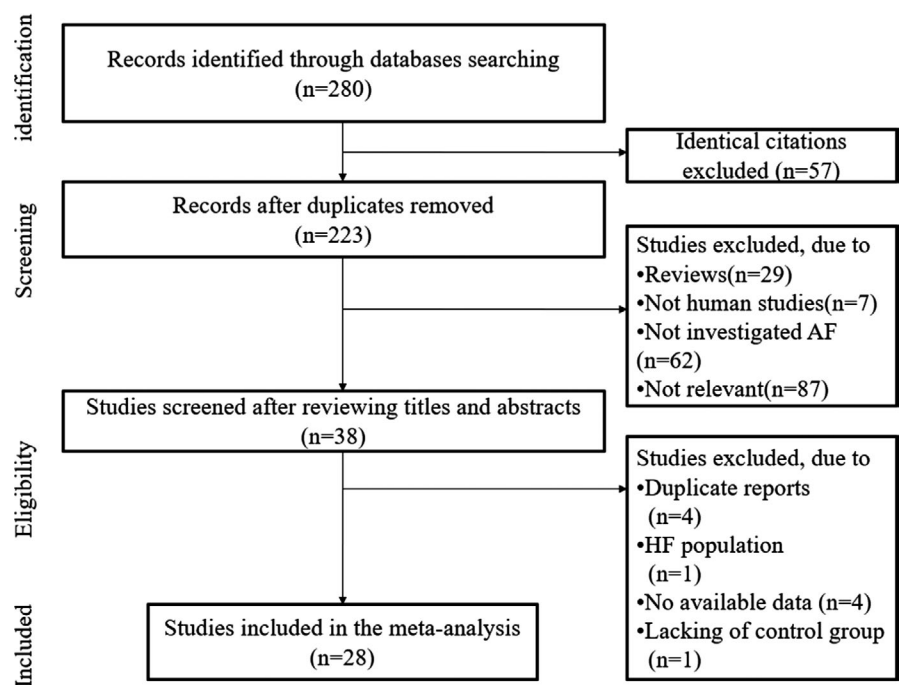 identification
Records identified through databases searching
(n=280)
Identical citations
excluded (n=57)
Screening
Records after duplicates removed
(n=223)
Studies excluded, due to
•Reviews(n=29)
•Not human studies(n=7)
•Not investigated AF
(n=62)
•Not relevant(n=87)
Eligibility
Studies screened after reviewing titles and abstracts
(n=38)
Studies excluded, due to
•Duplicate reports
(n=4)
•HF population
(n=1)
•No available data (n=4)
•Lacking of control group
(n=1)
Included
Studies included in the meta-analysis
(n=28)